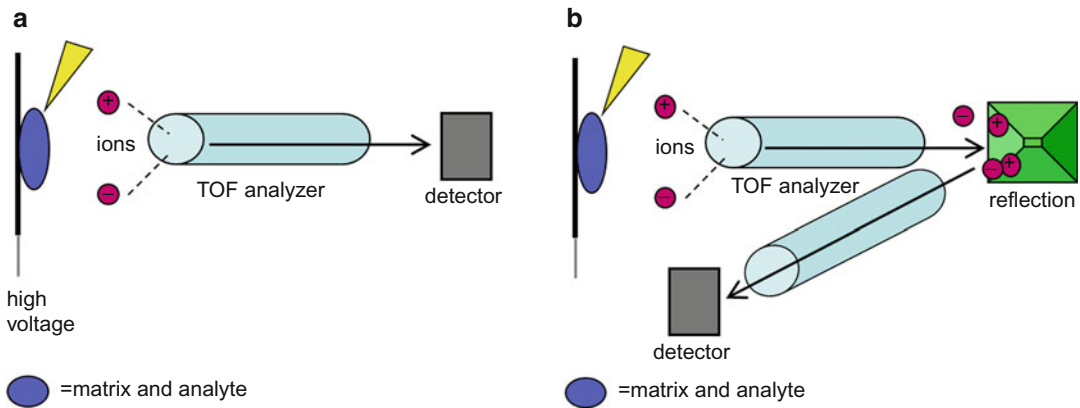 a
+
ions
−
TOF analyzer
detector
high
voltage
=matrix and analyte
b
+
ions
−
TOF analyzer
−
+
−
+
reflection
detector
=matrix and analyte